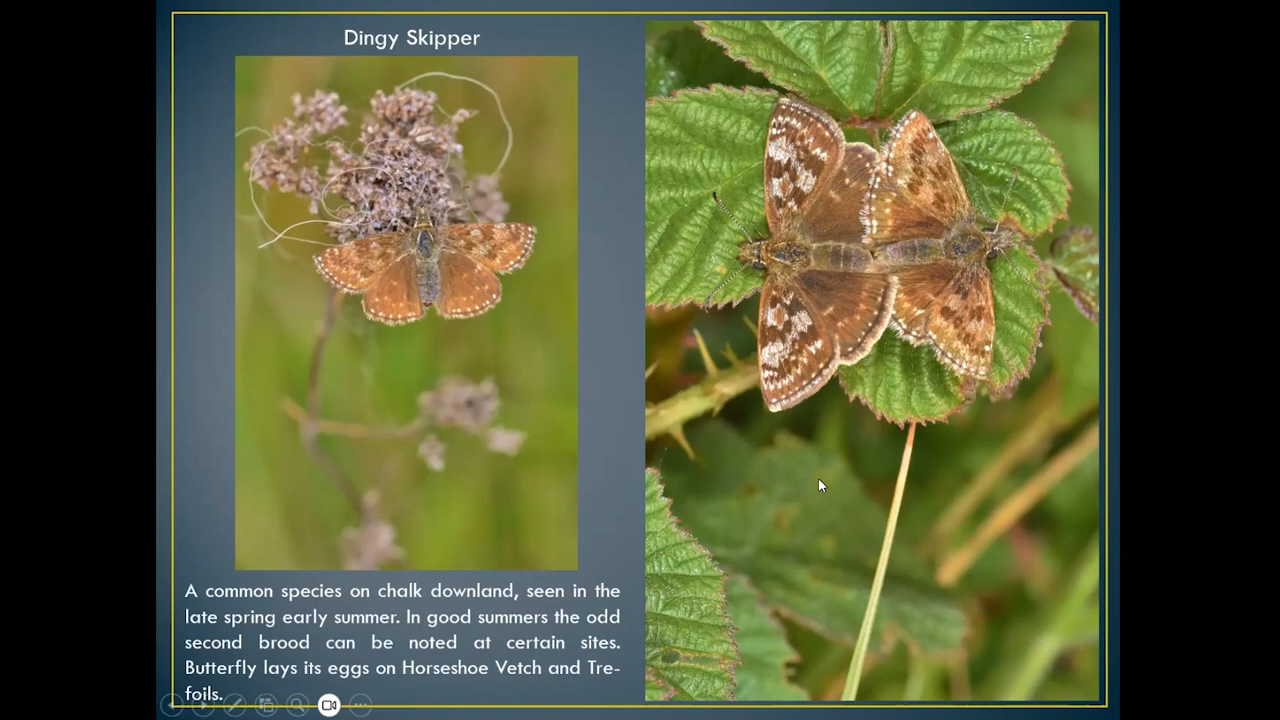 Dingy Skipper
A common species on chalk downland, seen in the
late spring early summer. In good summers the odd
second brood can be noted at certain sites.
Butterfly lays its eggs on Horseshoe Vetch and Tre-
foils.